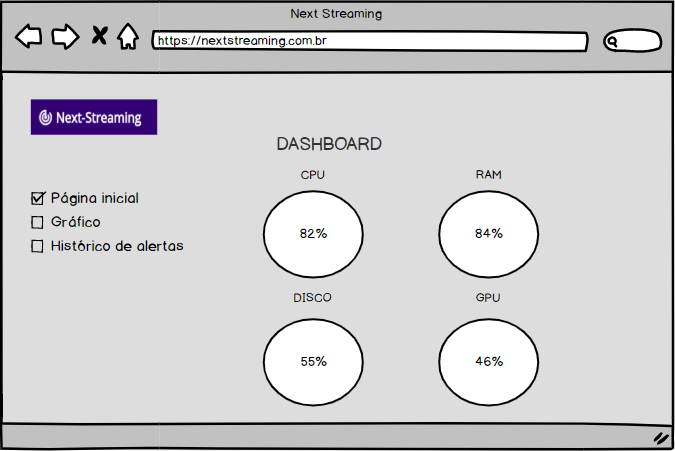 Next Streaming
https://nextstreaming.com.br
Next-Streaming
DASHBOARD
Página inicial
Gráfico
Histórico de alertas
CPU
82%
RAM
84%
DISCO
55%
GPU
46%